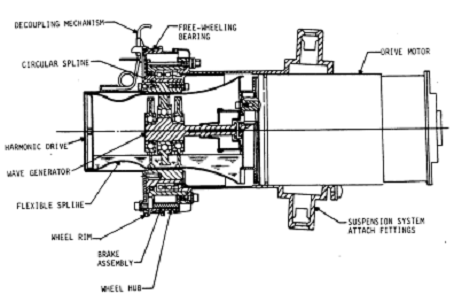 DECOUPLING MECHANISM
FREE-WHEELING
BEARING
CIRCULAR SPLINE
DRIVE MOTOR
HARMONIC DRIVE
WAVE GENERATOR
FLEXIBLE SPLINE
WHEEL RIM
BRAKE
ASSEMBLY
WHEEL HUB
SUSPENSION SYSTEM
ATTACH FITTINGS